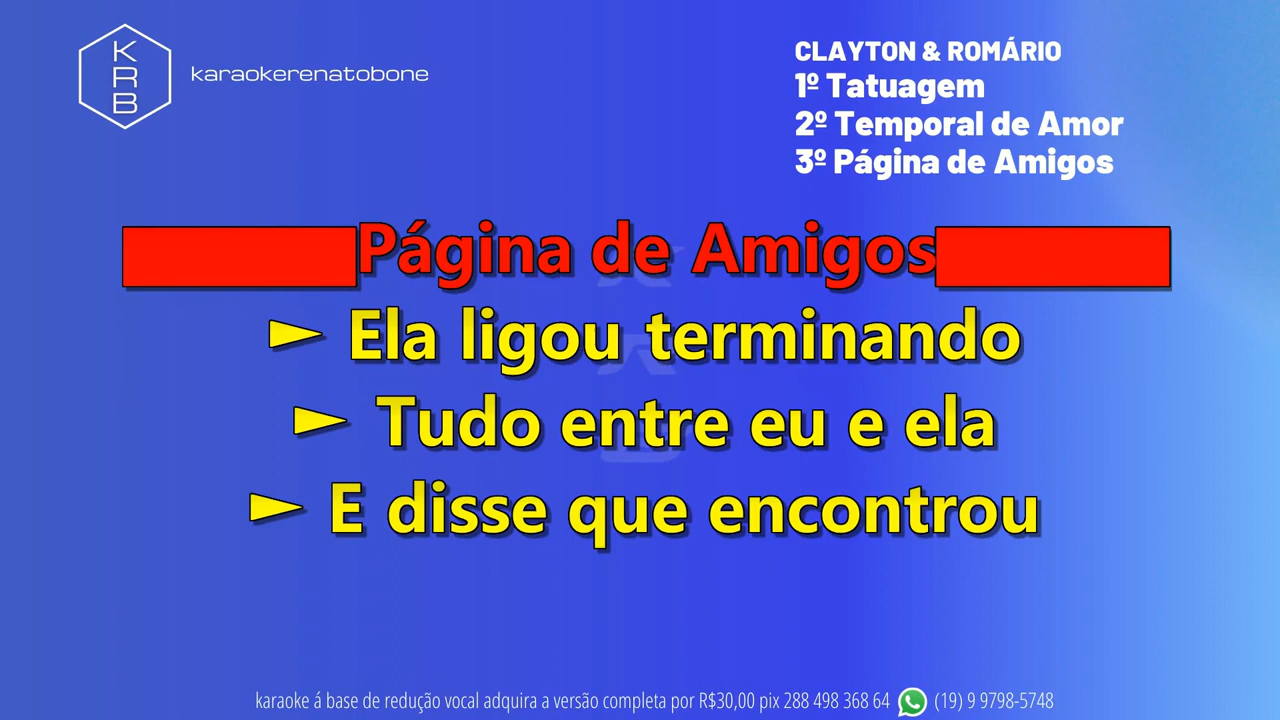 KRB
karaokerenatobone
CLAYTON & ROMÁRIO
1º Tatuagem
2º Temporal de Amor
3º Página de Amigos
Página de Amigos
► Ela ligou terminando
► Tudo entre eu e ela
► E disse que encontrou
karaoke á base de redução vocal adquira a versão completa por R$30,00 pix 288 498 368 64 (19) 9 9798-5748